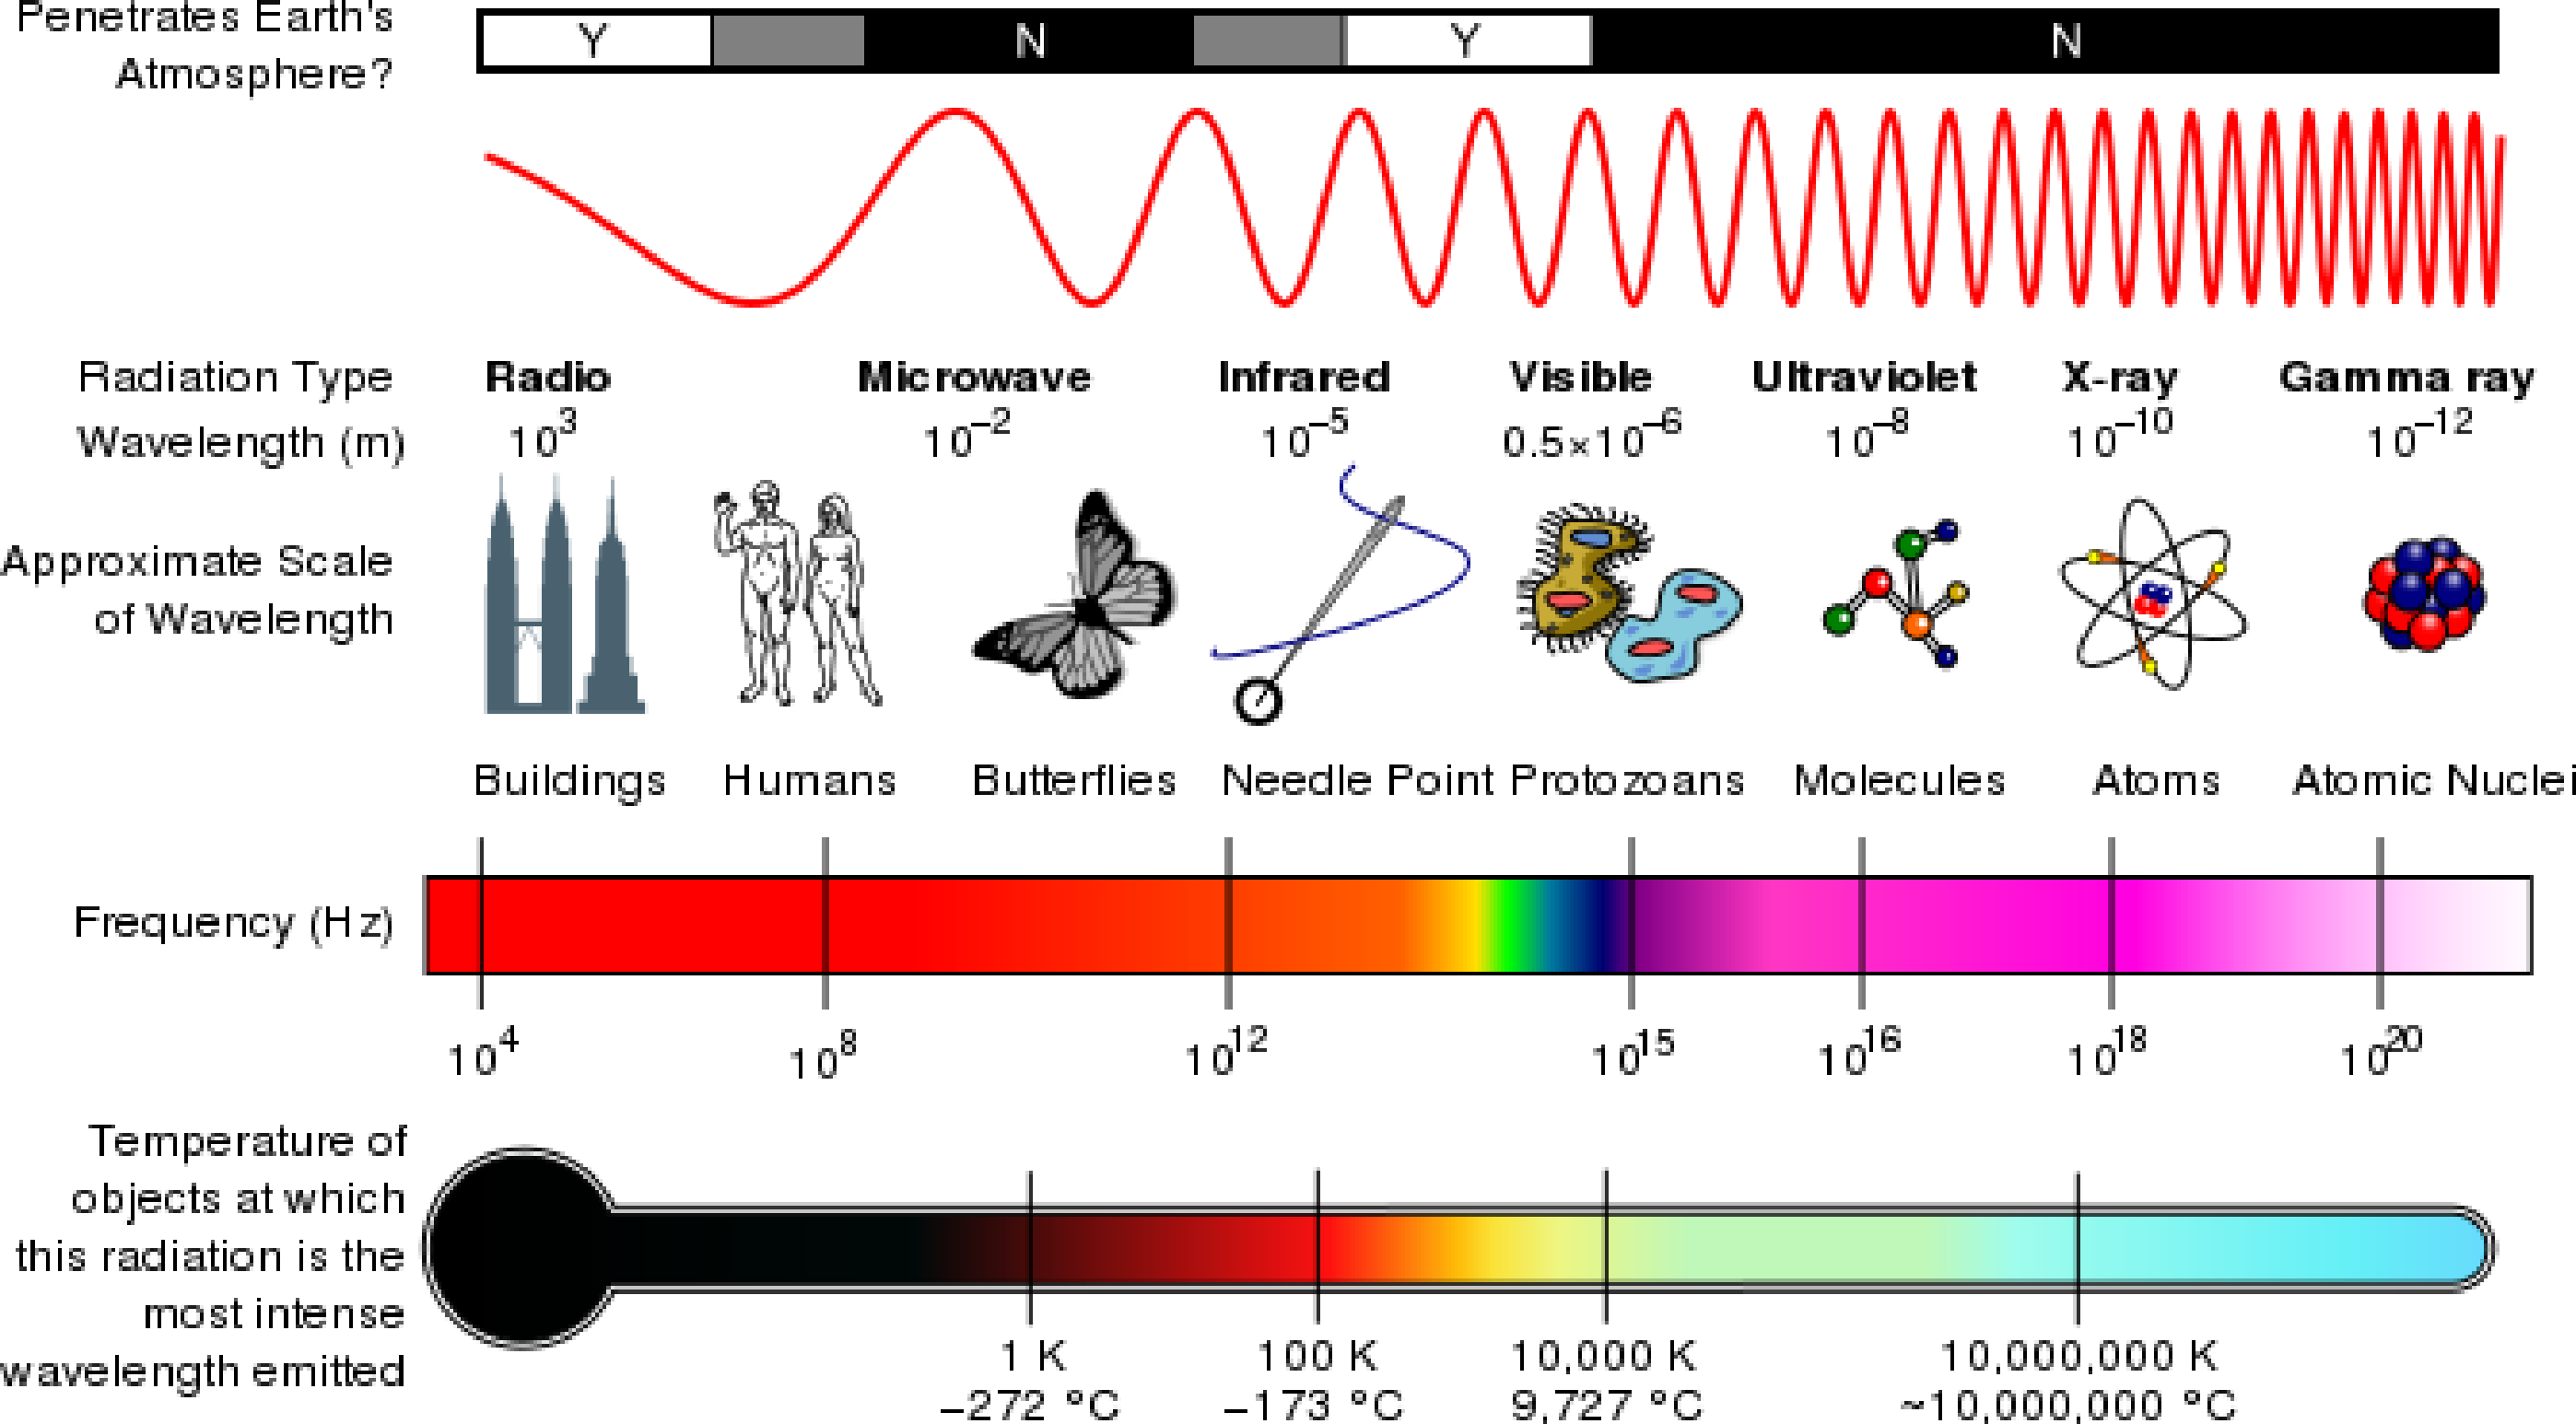 Penetrates Earth's
Atmosphere?
Y N Y N
Radiation Type
Radio Microwave Infrared Visible Ultraviolet X-ray Gamma ray
Wavelength (m)
10³ 10⁻² 10⁻⁵ 0.5×10⁻⁶ 10⁻⁸ 10⁻¹⁰ 10⁻¹²
Approximate Scale
of Wavelength
Buildings Humans Butterflies Needle Point Protozoans Molecules Atoms Atomic Nuclei
Frequency (Hz)
10⁴ 10⁸ 10¹² 10¹⁵ 10¹⁶ 10¹⁸ 10²⁰
Temperature of
objects at which
this radiation is the
most intense
wavelength emitted
1 K 100 K 10,000 K 10,000,000 K
−272 ºC −173 ºC 9,727 ºC ~10,000,000 ºC